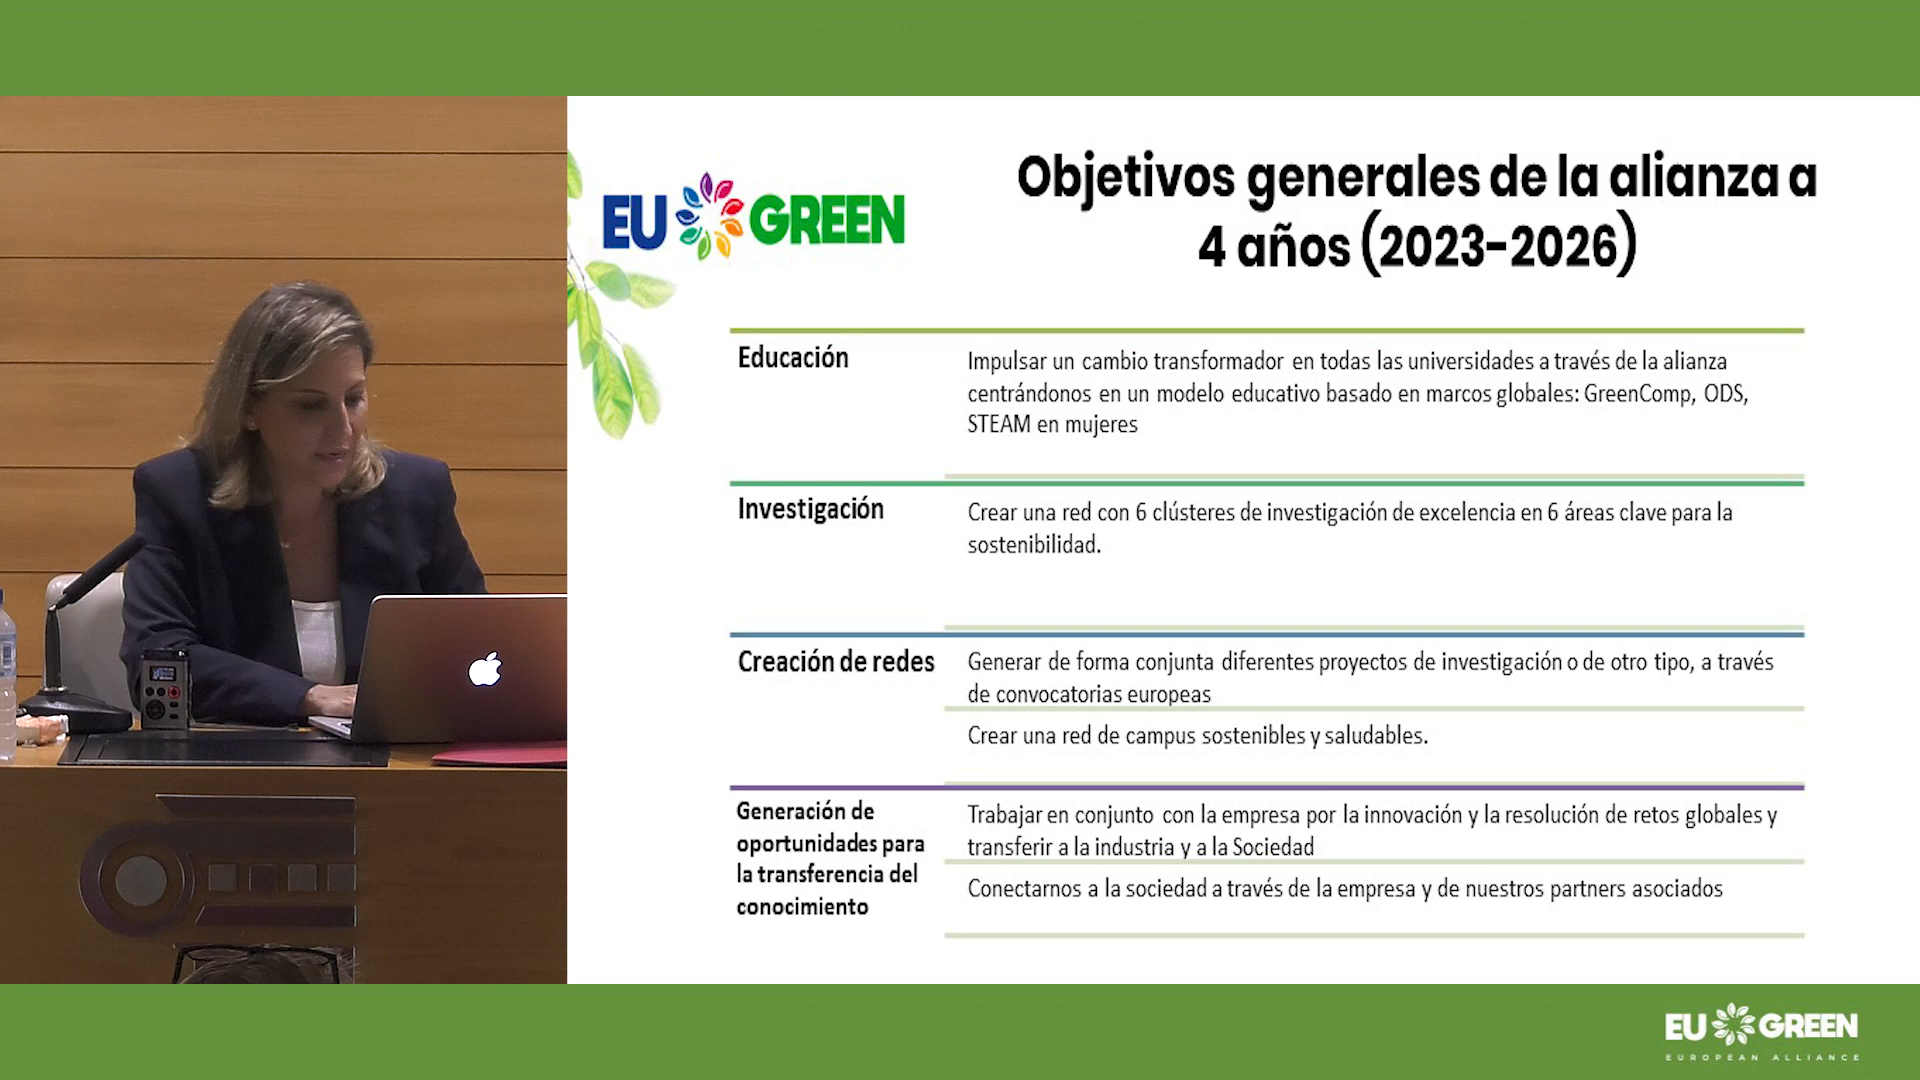 EU GREEN
Objetivos generales de la alianza a
4 años (2023-2026)
Educación
Impulsar un cambio transformador en todas las universidades a través de la alianza
centrándonos en un modelo educativo basado en marcos globales: GreenComp, ODS,
STEAM en mujeres
Investigación
Crear una red con 6 clústeres de investigación de excelencia en 6 áreas clave para la
sostenibilidad.
Creación de redes
Generar de forma conjunta diferentes proyectos de investigación o de otro tipo, a través
de convocatorias europeas
Crear una red de campus sostenibles y saludables.
Generación de
oportunidades para
la transferencia del
conocimiento
Trabajar en conjunto con la empresa por la innovación y la resolución de retos globales y
transferir a la industria y a la Sociedad
Conectarnos a la sociedad a través de la empresa y de nuestros partners asociados
EU GREEN
EUROPEAN ALLIANCE